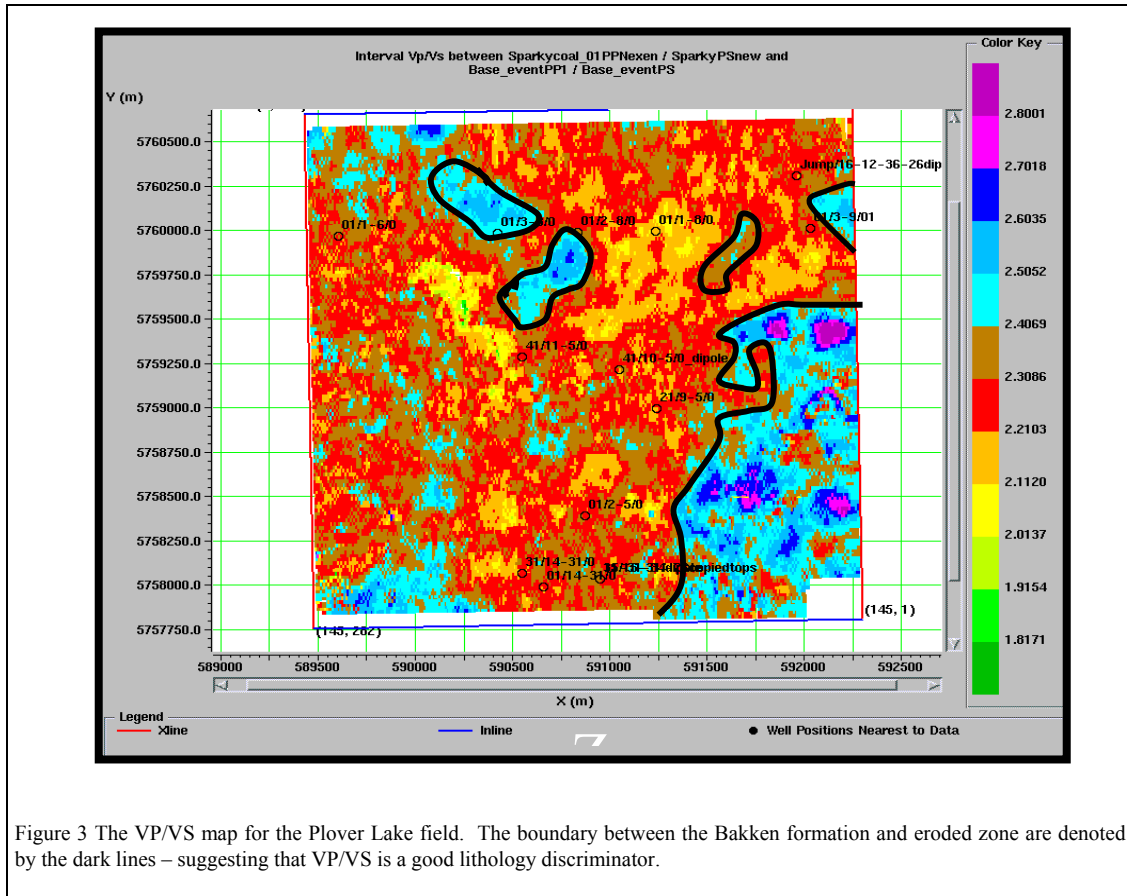 Interval Vp/Vs between Sparkycoal_01PPNexen / SparkyPSnew and
Base_eventPP1 / Base_eventPS
Color Key
Y (m)
5760500.0
5760250.0
5760000.0
5759750.0
5759500.0
5759250.0
5759000.0
5758750.0
5758500.0
5758250.0
5758000.0
5757750.0
Jump/16-12-36-26dip
01/1-6/0
01/2-8/0
01/1-8/0
01/3-9/01
41/11-5/0
41/10-5/0_dipole
21/9-5/0
01/2-5/0
31/14-31/0
01/14-31/0
(145, 282)
(145, 1)
589000 589500 590000 590500 591000 591500 592000 592500
X (m)
2.8001
2.7018
2.6035
2.5052
2.4069
2.3086
2.2103
2.1120
2.0137
1.9154
1.8171
Legend
Xline Inline Well Positions Nearest to Data
Figure 3 The VP/VS map for the Plover Lake field. The boundary between the Bakken formation and eroded zone are denoted
by the dark lines – suggesting that VP/VS is a good lithology discriminator.